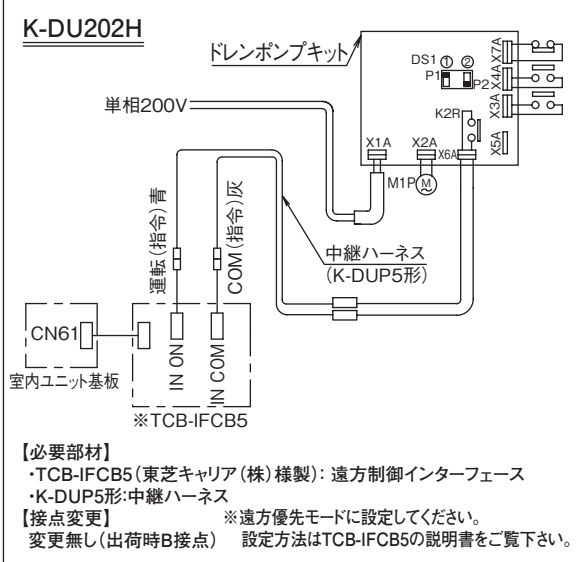 K-DU202H
ドレンポンプキット
DS1 ① ②
P1
P2
X7A
X4A
X3A
K2R
X5A
単相200V
X1A X2A X6A
M1P M
運転(指令)青
COM(指令)灰
中継ハーネス
(K-DUP5形)
CN61
室内ユニット基板
IN ON
IN COM
※TCB-IFCB5
【必要部材】
・TCB-IFCB5(東芝キャリア(株)様製): 遠方制御インターフェース
・K-DUP5形:中継ハーネス
【接点変更】 ※遠方優先モードに設定してください。
変更無し(出荷時B接点) 設定方法はTCB-IFCB5の説明書をご覧下さい。